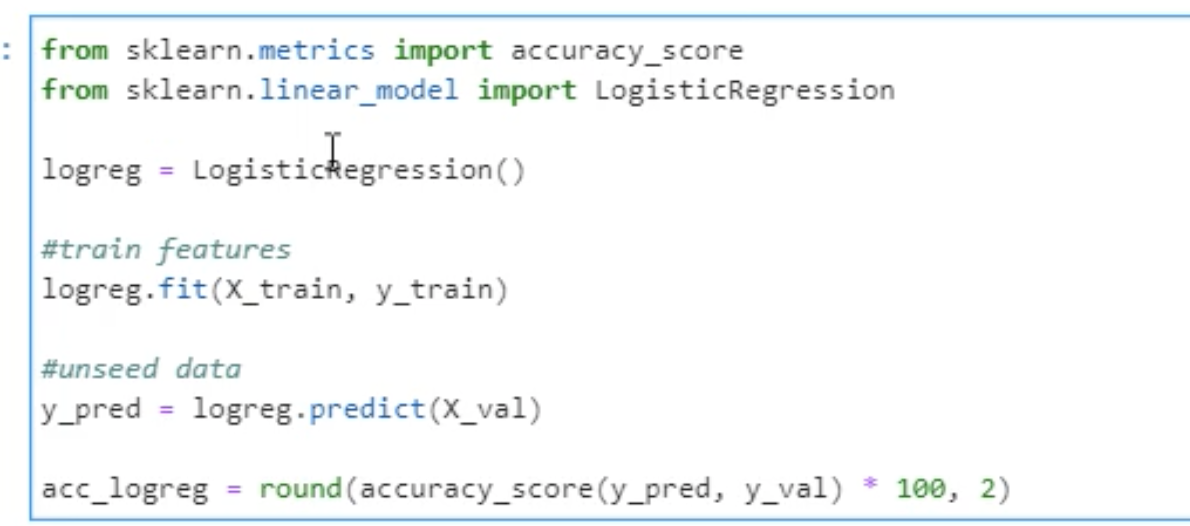 :
from sklearn.metrics import accuracy_score
from sklearn.linear_model import LogisticRegression
logreg = LogisticRegression()
#train features
logreg.fit(X_train, y_train)
#unseed data
y_pred = logreg.predict(X_val)
acc_logreg = round(accuracy_score(y_pred, y_val) * 100, 2)